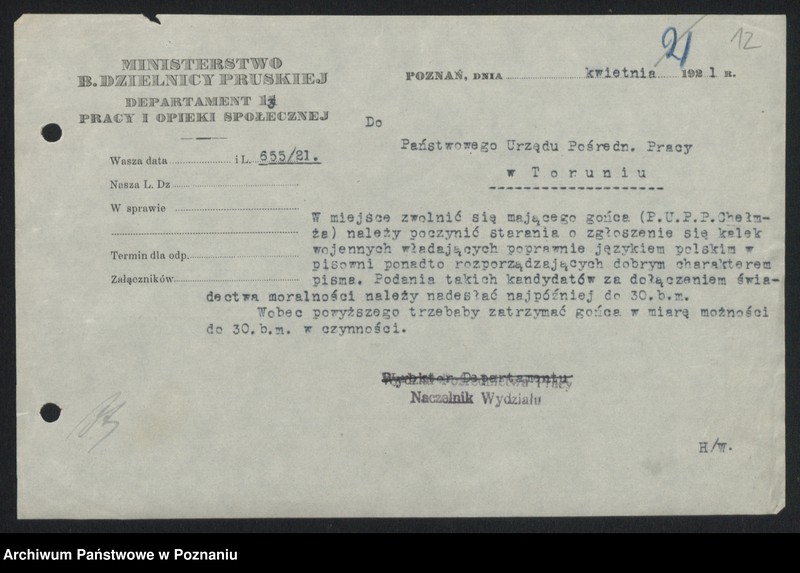 21 12
MINISTERSTWO
B. DZIELNICY PRUSKIEJ
DEPARTAMENT
PRACY I OPIEKI SPOŁECZNEJ
POZNAŃ, DNIA kwietnia 1921 R.
Do
Państwowego Urządu Pośredn. Pracy
w Toruniu
Wasza data i L. 655/21.
Nasza L. Dz
W sprawie
Termin dla odp.
Załączników
W miejsce zwolnić się mającego gońca (P.U.P.P.Chełm-
ża) należy poczynić starania o zgłoszenie się kalek
wojennych władających poprawnie językiem polskim w
pisowni ponadto rozporządzających dobrym charakterem
pisma. Podania takich kandydatów za dołączeniem świa-
dectwa moralności należy nadesłać najpóźniej do 30.b.m.
Wobec powyższego trzebaby zatrzymać gońca w miarę możności
do 30.b.m. w czynności.
Naczelnik Wydziału
H/W.
Archiwum Państwowe w Poznaniu